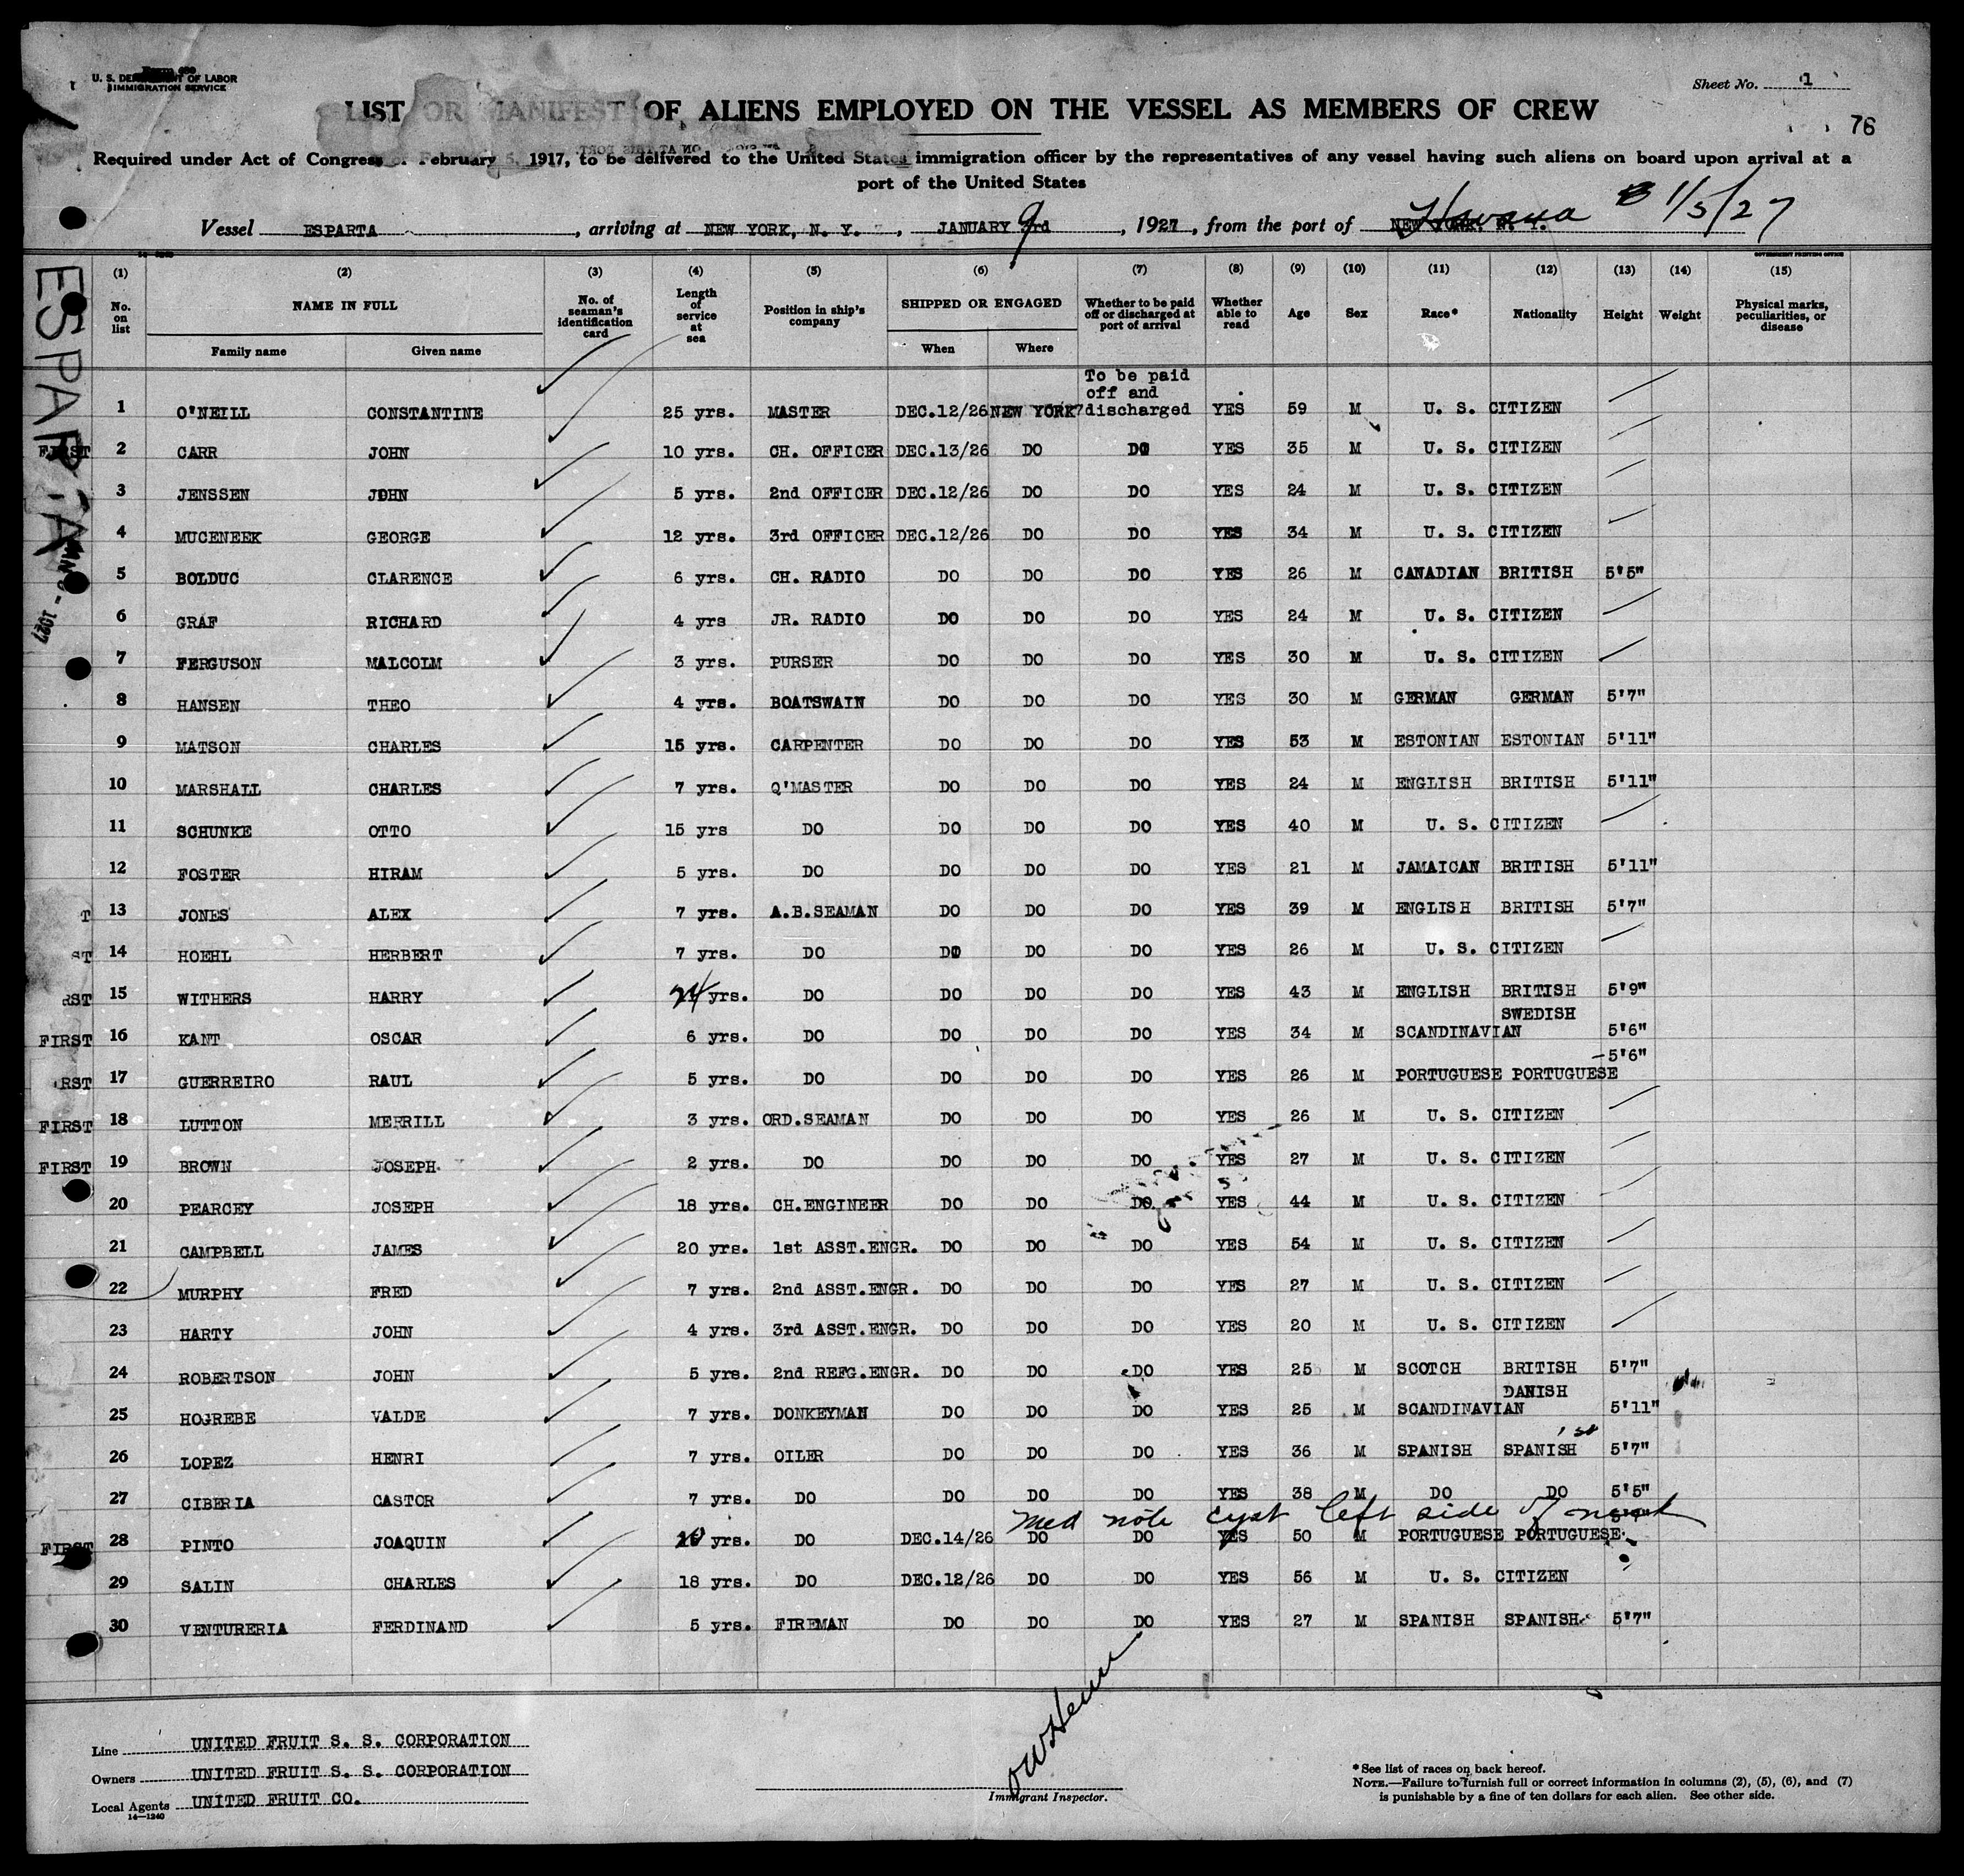 Form 689
U. S. DEPARTMENT OF LABOR
IMMIGRATION SERVICE
Sheet No. 1
LIST OR MANIFEST OF ALIENS EMPLOYED ON THE VESSEL AS MEMBERS OF CREW
76
Required under Act of Congress of February 5, 1917, to be delivered to the United States immigration officer by the representatives of any vessel having such aliens on board upon arrival at a
port of the United States
B 1/5/27
Vessel ESPARTA, arriving at NEW YORK, N. Y., JANUARY 3rd 9, 1927, from the port of NEW YORK, N. Y. Havana
GOVERNMENT PRINTING OFFICE
ESPARTA
(1) (2) (3) (4) (5) (6) (7) (8) (9) (10) (11) (12) (13) (14) (15)
No. on list NAME IN FULL Family name Given name No. of seaman's identification card Length of service at sea Position in ship's company SHIPPED OR ENGAGED When Where Whether to be paid off or discharged at port of arrival Whether able to read Age Sex Race* Nationality Height Weight Physical marks, peculiarities, or disease
1 O'NEILL CONSTANTINE 25 yrs. MASTER DEC.12/26 NEW YORK To be paid off and discharged YES 59 M U. S. CITIZEN
FIRST 2 CARR JOHN 10 yrs. CH. OFFICER DEC.13/26 DO DO YES 35 M U. S. CITIZEN
3 JENSSEN JOHN 5 yrs. 2nd OFFICER DEC.12/26 DO DO YES 24 M U. S. CITIZEN
4 MUCENEEK GEORGE 12 yrs. 3rd OFFICER DEC.12/26 DO DO YES 34 M U. S. CITIZEN
5 BOLDUC CLARENCE 6 yrs. CH. RADIO DO DO DO YES 26 M CANADIAN BRITISH 5'5"
6 GRAF RICHARD 4 yrs JR. RADIO DO DO DO YES 24 M U. S. CITIZEN
7 FERGUSON MALCOLM 3 yrs. PURSER DO DO DO YES 30 M U. S. CITIZEN
8 HANSEN THEO 4 yrs. BOATSWAIN DO DO DO YES 30 M GERMAN GERMAN 5'7"
9 MATSON CHARLES 15 yrs. CARPENTER DO DO DO YES 53 M ESTONIAN ESTONIAN 5'11"
10 MARSHALL CHARLES 7 yrs. Q'MASTER DO DO DO YES 24 M ENGLISH BRITISH 5'11"
11 SCHUNKE OTTO 15 yrs DO DO DO DO YES 40 M U. S. CITIZEN
12 FOSTER HIRAM 5 yrs. DO DO DO DO YES 21 M JAMAICAN BRITISH 5'11"
T 13 JONES ALEX 7 yrs. A.B.SEAMAN DO DO DO YES 39 M ENGLISH BRITISH 5'7"
ST 14 HOEHL HERBERT 7 yrs. DO DO DO DO YES 26 M U. S. CITIZEN
RST 15 WITHERS HARRY 24 yrs. DO DO DO DO YES 43 M ENGLISH BRITISH 5'9"
FIRST 16 KANT OSCAR 6 yrs. DO DO DO DO YES 34 M SCANDINAVIAN SWEDISH 5'6"
RST 17 GUERREIRO RAUL 5 yrs. DO DO DO DO YES 26 M PORTUGUESE PORTUGUESE 5'6"
FIRST 18 LUTTON MERRILL 3 yrs. ORD.SEAMAN DO DO DO YES 26 M U. S. CITIZEN
FIRST 19 BROWN JOSEPH 2 yrs. DO DO DO DO YES 27 M U. S. CITIZEN
20 PEARCEY JOSEPH 18 yrs. CH.ENGINEER DO DO DO YES 44 M U. S. CITIZEN
21 CAMPBELL JAMES 20 yrs. 1st ASST.ENGR. DO DO DO YES 54 M U. S. CITIZEN
22 MURPHY FRED 7 yrs. 2nd ASST.ENGR. DO DO DO YES 27 M U. S. CITIZEN
23 HARTY JOHN 4 yrs. 3rd ASST.ENGR. DO DO DO YES 20 M U. S. CITIZEN
24 ROBERTSON JOHN 5 yrs. 2nd REFG.ENGR. DO DO DO YES 25 M SCOTCH BRITISH 5'7"
25 HOJREBE VALDE 7 yrs. DONKEYMAN DO DO DO YES 25 M SCANDINAVIAN DANISH 5'11"
26 LOPEZ HENRI 7 yrs. OILER DO DO DO YES 36 M SPANISH SPANISH 5'7"
27 CIBERIA CASTOR 7 yrs. DO DO DO DO YES 38 M DO DO 5'5"
Med note cyst left side of neck
FIRST 28 PINTO JOAQUIN 20 yrs. DO DEC.14/26 DO DO YES 50 M PORTUGUESE PORTUGUESE
29 SALIN CHARLES 18 yrs. DO DEC.12/26 DO DO YES 56 M U. S. CITIZEN
30 VENTURERIA FERDINAND 5 yrs. FIREMAN DO DO DO YES 27 M SPANISH SPANISH 5'7"
Line UNITED FRUIT S. S. CORPORATION
Owners UNITED FRUIT S. S. CORPORATION
Local Agents UNITED FRUIT CO.
14—1240
Immigrant Inspector.
*See list of races on back hereof.
NOTE.—Failure to furnish full or correct information in columns (2), (5), (6), and (7)
is punishable by a fine of ten dollars for each alien. See other side.